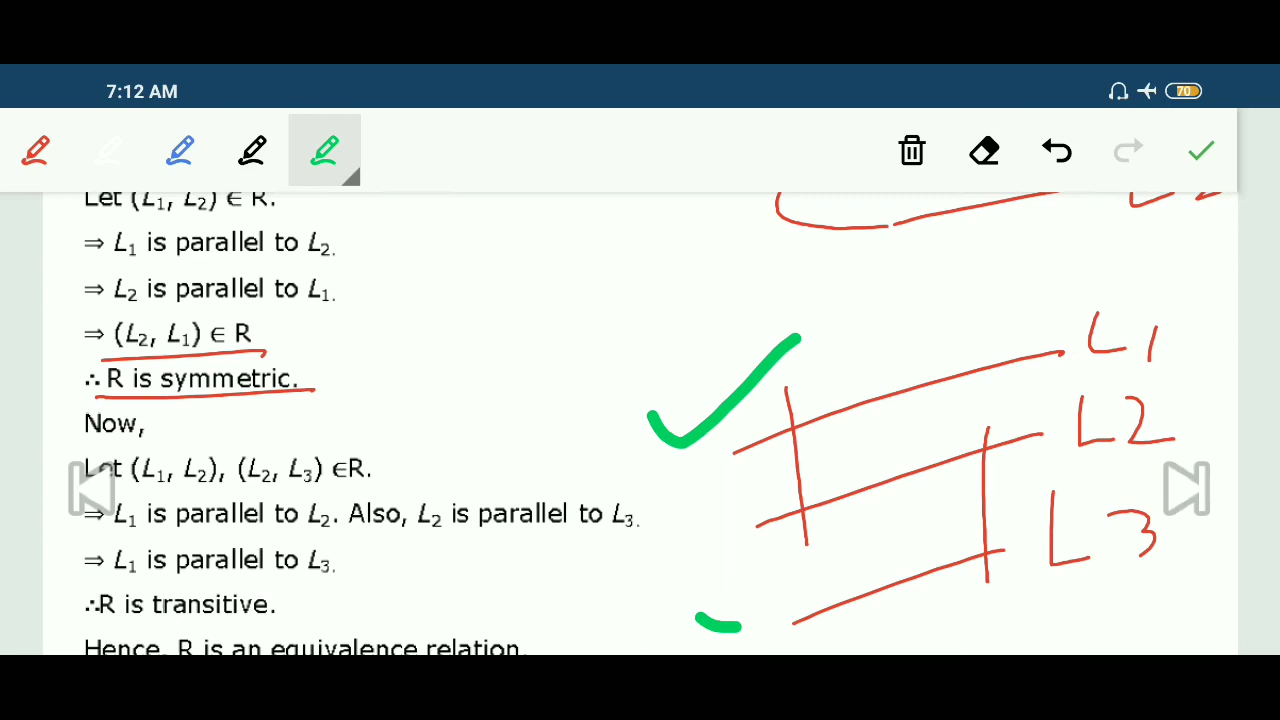 7:12 AM
70
Let (L₁, L₂) ∈ R.
⇒ L₁ is parallel to L₂.
⇒ L₂ is parallel to L₁.
⇒ (L₂, L₁) ∈ R
∴ R is symmetric.
Now,
Let (L₁, L₂), (L₂, L₃) ∈R.
⇒ L₁ is parallel to L₂. Also, L₂ is parallel to L₃.
⇒ L₁ is parallel to L₃.
∴R is transitive.
Hence, R is an equivalence relation.
L1
L2
L3